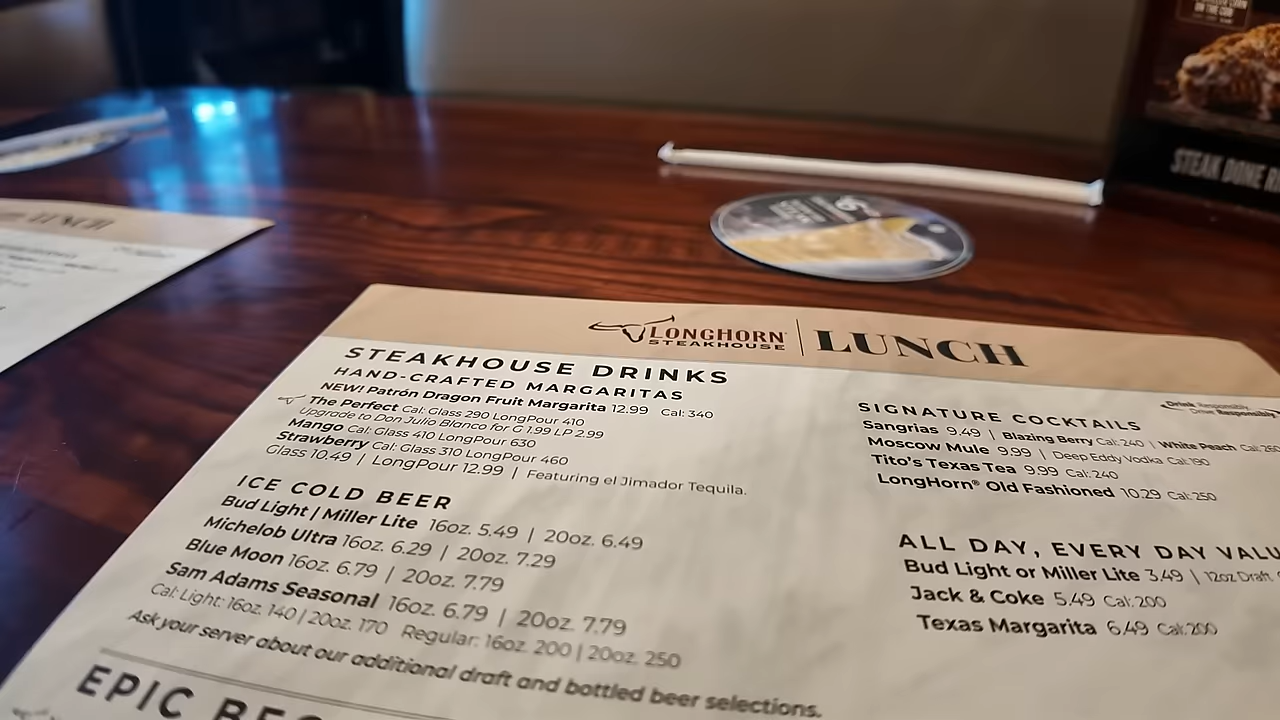 STEAK DONE R
LUNCH
LONGHORN®
STEAKHOUSE
LUNCH
STEAKHOUSE DRINKS
HAND-CRAFTED MARGARITAS
NEW! Patrón Dragon Fruit Margarita 12.99 Cal: 340
The Perfect Cal: Glass 290 LongPour 410
Upgrade to Don Julio Blanco for G 1.99 LP 2.99
Mango Cal: Glass 410 LongPour 630
Strawberry Cal: Glass 310 LongPour 460
Glass 10.49 / LongPour 12.99 | Featuring el Jimador Tequila.
ICE COLD BEER
Bud Light | Miller Lite 16oz. 5.49 | 20oz. 6.49
Michelob Ultra 16oz. 6.29 | 20oz. 7.29
Blue Moon 16oz. 6.79 | 20oz. 7.79
Sam Adams Seasonal 16oz. 6.79 | 20oz. 7.79
Cal: Light: 16oz. 140 | 20oz. 170 Regular: 16oz. 200 | 20oz. 250
Ask your server about our additional draft and bottled beer selections.
EPIC
Drink Responsibly.
Drive Responsibly.
SIGNATURE COCKTAILS
Sangrias 9.49 | Blazing Berry Cal:240 | White Peach Cal:260
Moscow Mule 9.99 | Deep Eddy Vodka Cal:190
Tito's Texas Tea 9.99 Cal:240
LongHorn® Old Fashioned 10.29 Cal:250
ALL DAY, EVERY DAY VALU
Bud Light or Miller Lite 3.49 | 12oz Draft
Jack & Coke 5.49 Cal:200
Texas Margarita 6.49 Cal:200